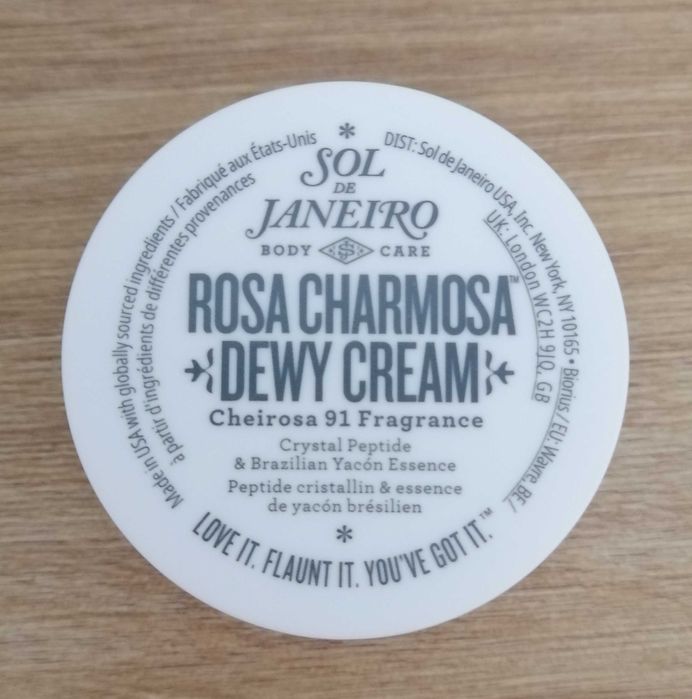 SOL
DE
JANEIRO
BODY CARE
ROSA CHARMOSA™
DEWY CREAM
Cheirosa 91 Fragrance
Crystal Peptide
& Brazilian Yacón Essence
Peptide cristallin & essence
de yacón brésilien
*
LOVE IT. FLAUNT IT. YOU'VE GOT IT.™
Made in USA with globally sourced ingredients / Fabriqué aux États-Unis
à partir d'ingrédients de différentes provenances
*
DIST: Sol de Janeiro USA, Inc. New York, NY 10165 • Biorius / EU: Wavre, BE /
UK: London WC2H 9JQ, GB